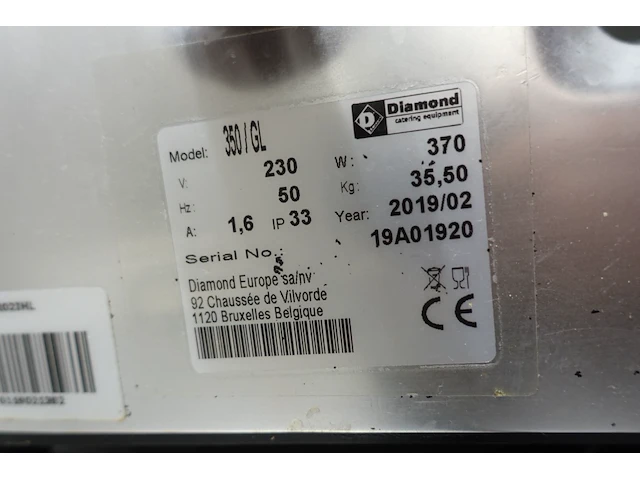 Diamond
catering equipment
Model: 350/GL
V: 230 W: 370
Hz: 50 Kg: 35,50
A: 1,6 IP 33 Year: 2019/02
Serial No.: 19A01920
Diamond Europe sa/nv
92 Chaussée de Vilvorde
1120 Bruxelles Belgique
CE